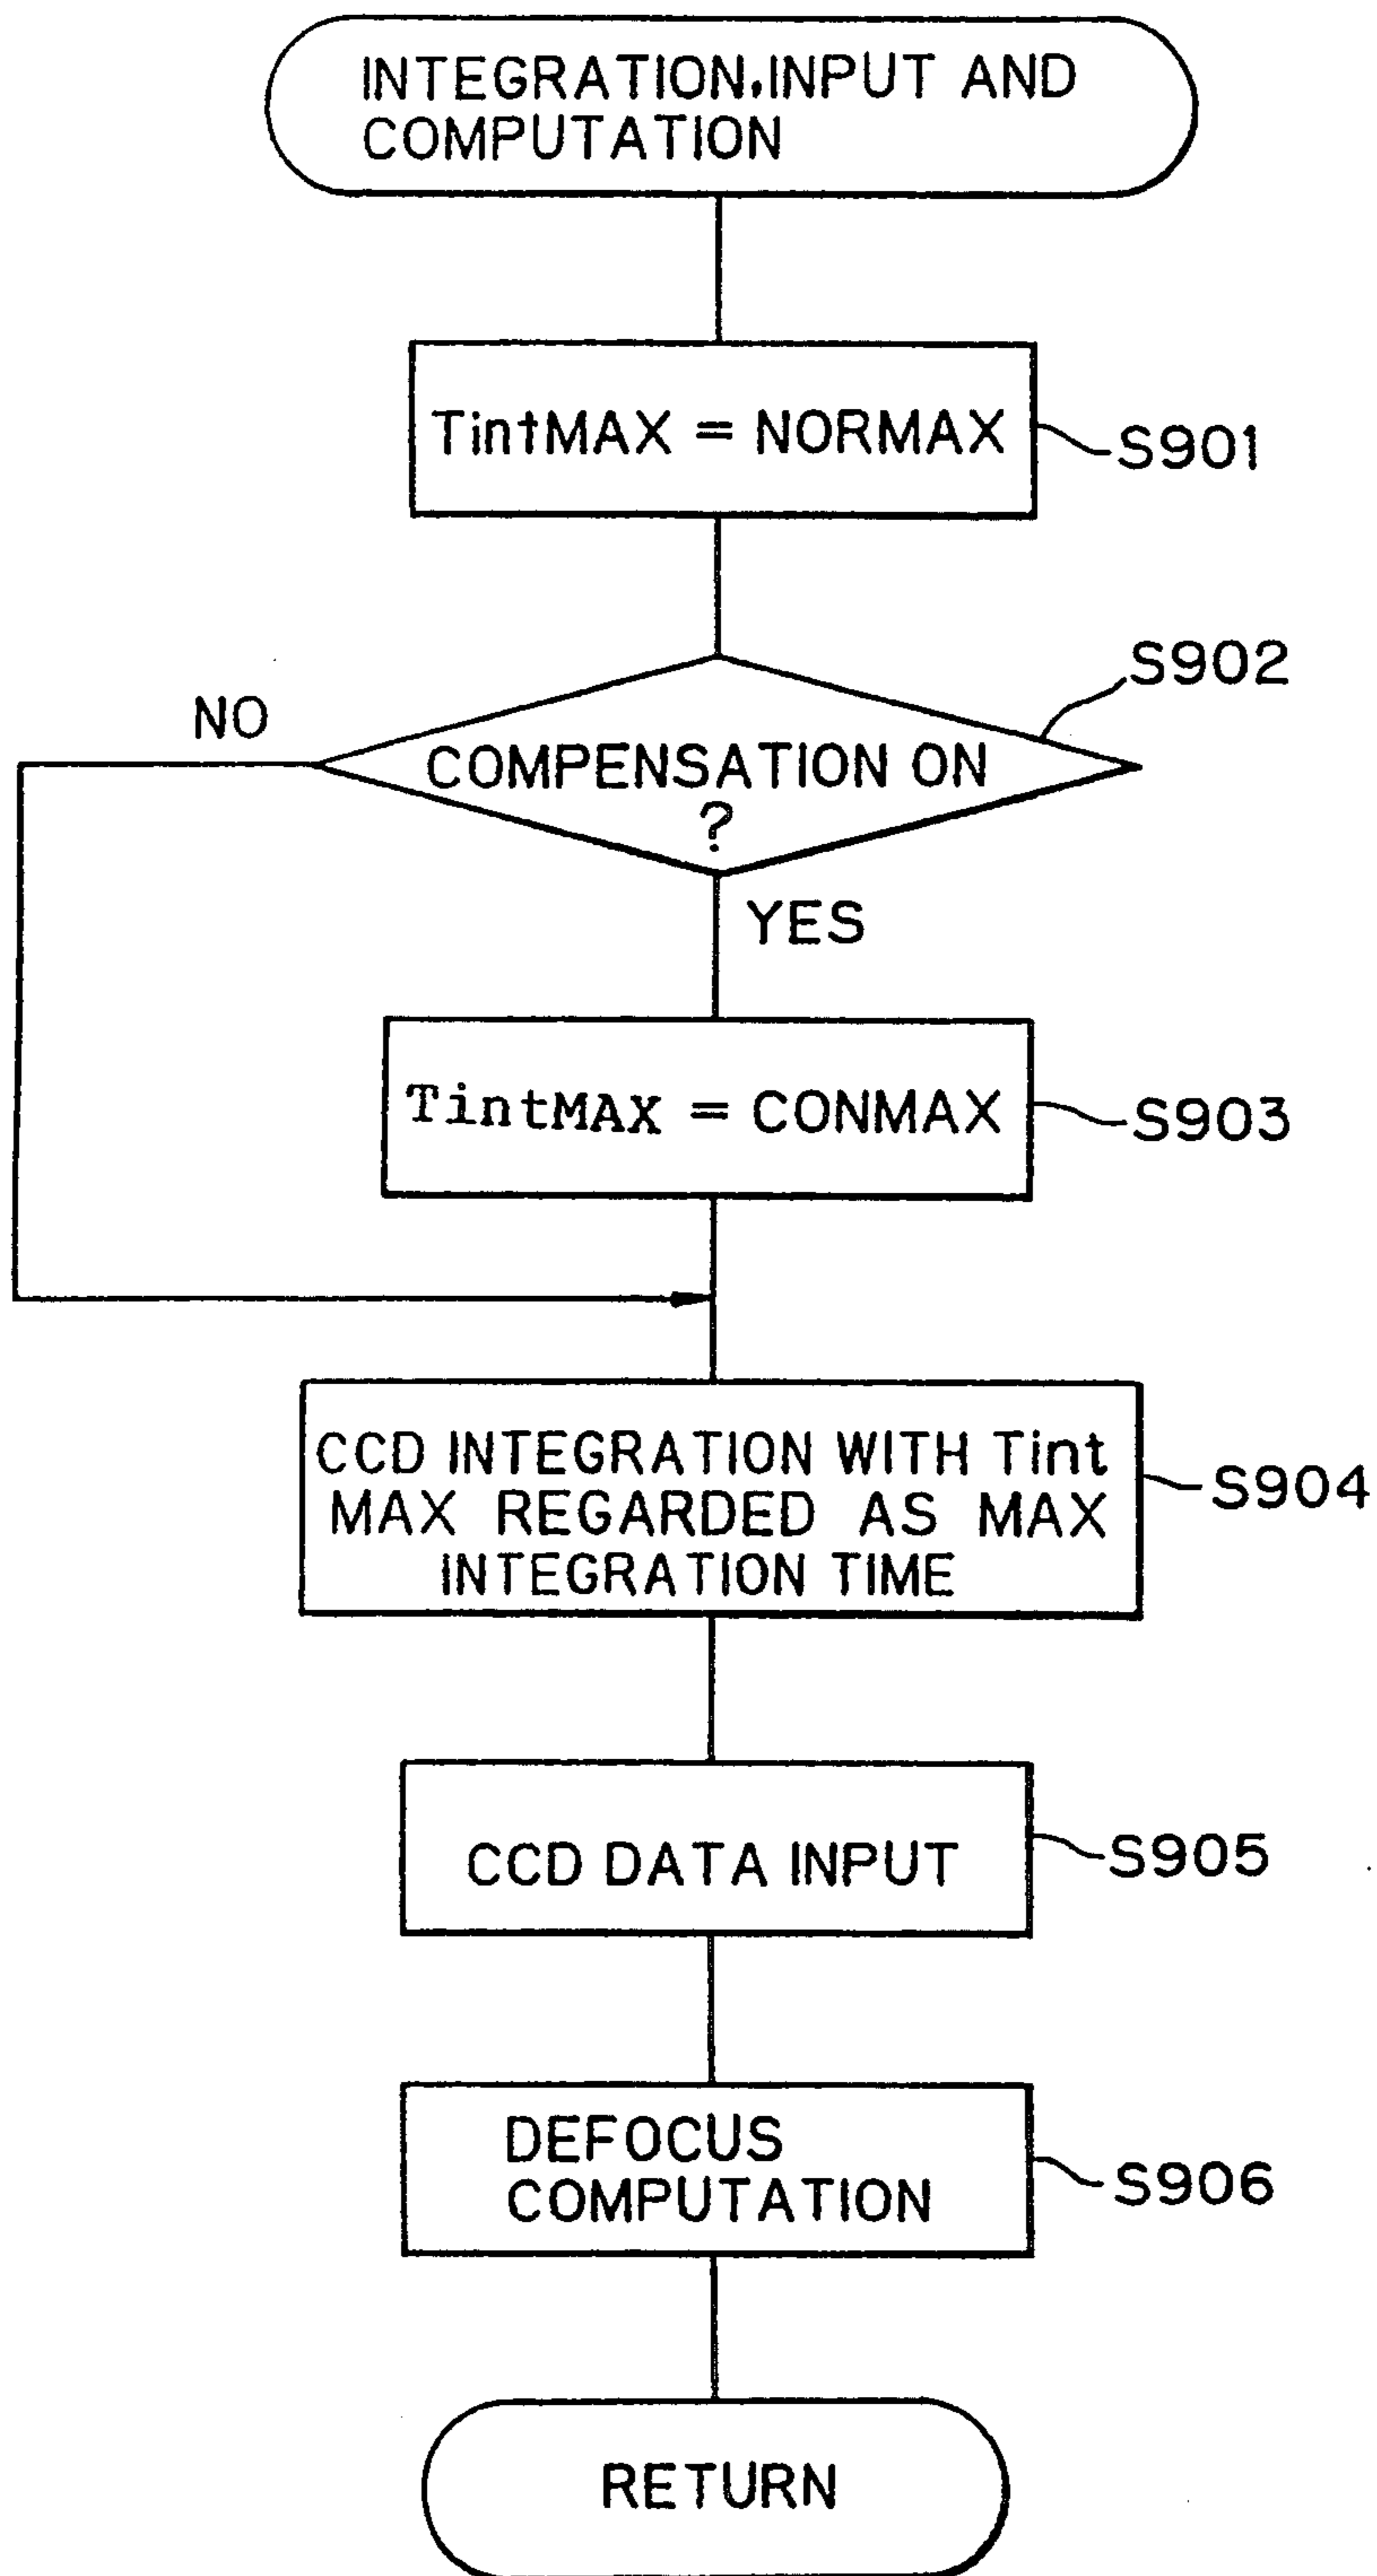 INTEGRATION.INPUT AND
COMPUTATION
TintMAX = NORMAX
S901
S902
NO
COMPENSATION ON
?
YES
TintMAX = CONMAX
S903
CCD INTEGRATION WITH Tint
MAX REGARDED AS MAX
INTEGRATION TIME
S904
CCD DATA INPUT
S905
DEFOCUS
COMPUTATION
S906
RETURN